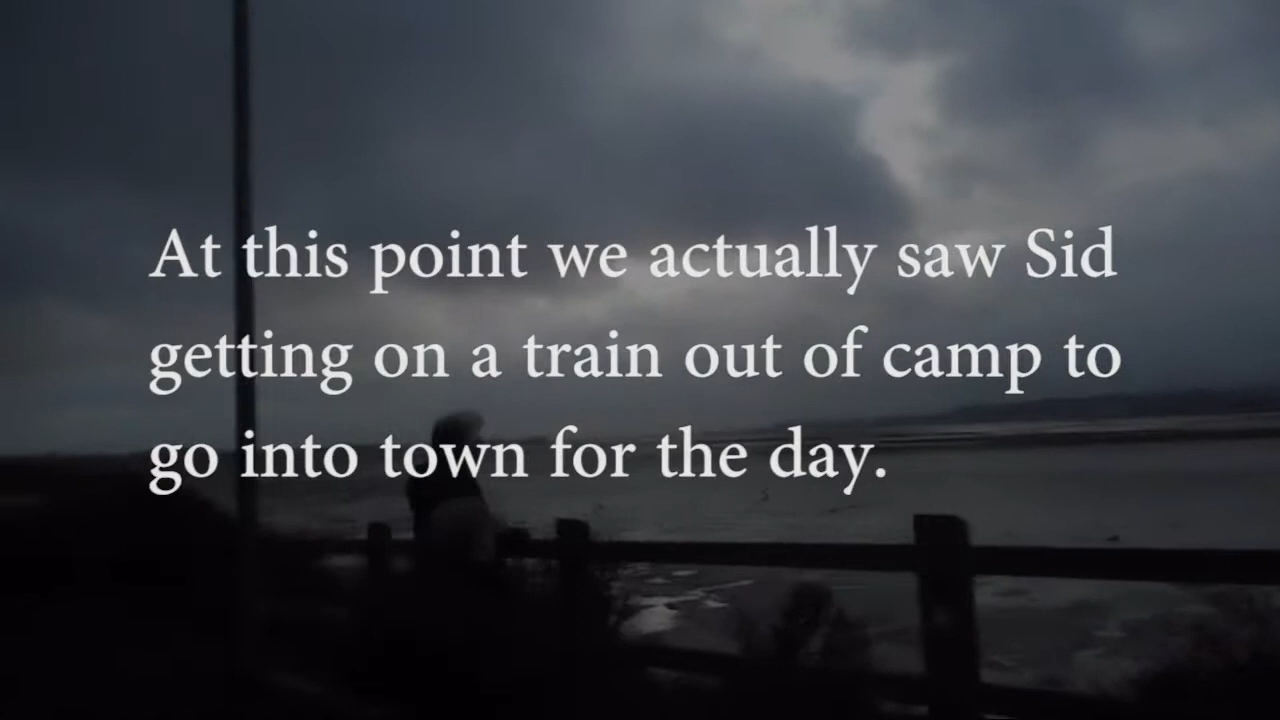 At this point we actually saw Sid
getting on a train out of camp to
go into town for the day.